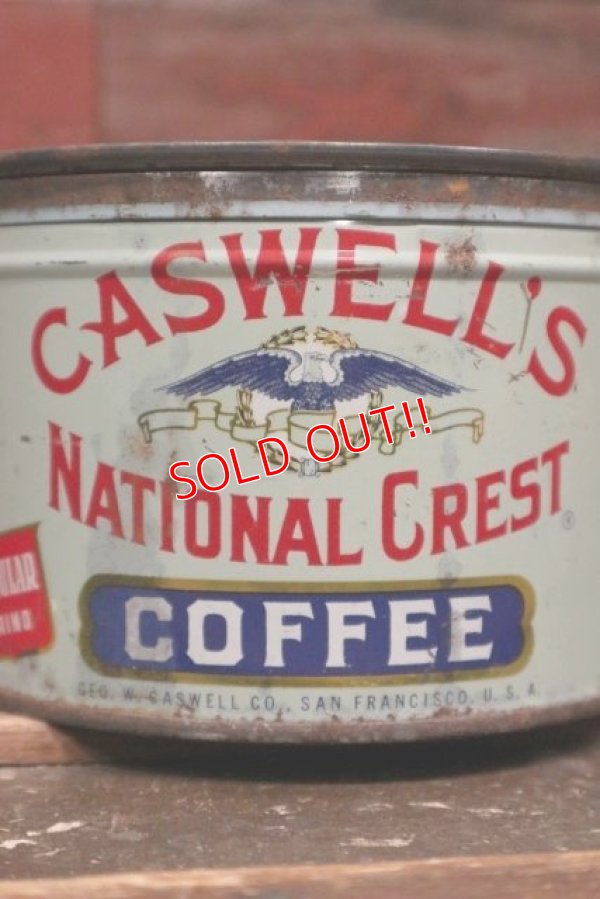 CASWELL'S
SOLD OUT!!
NATIONAL CREST
®
COFFEE
GEO. W. CASWELL CO., SAN FRANCISCO, U.S.A.